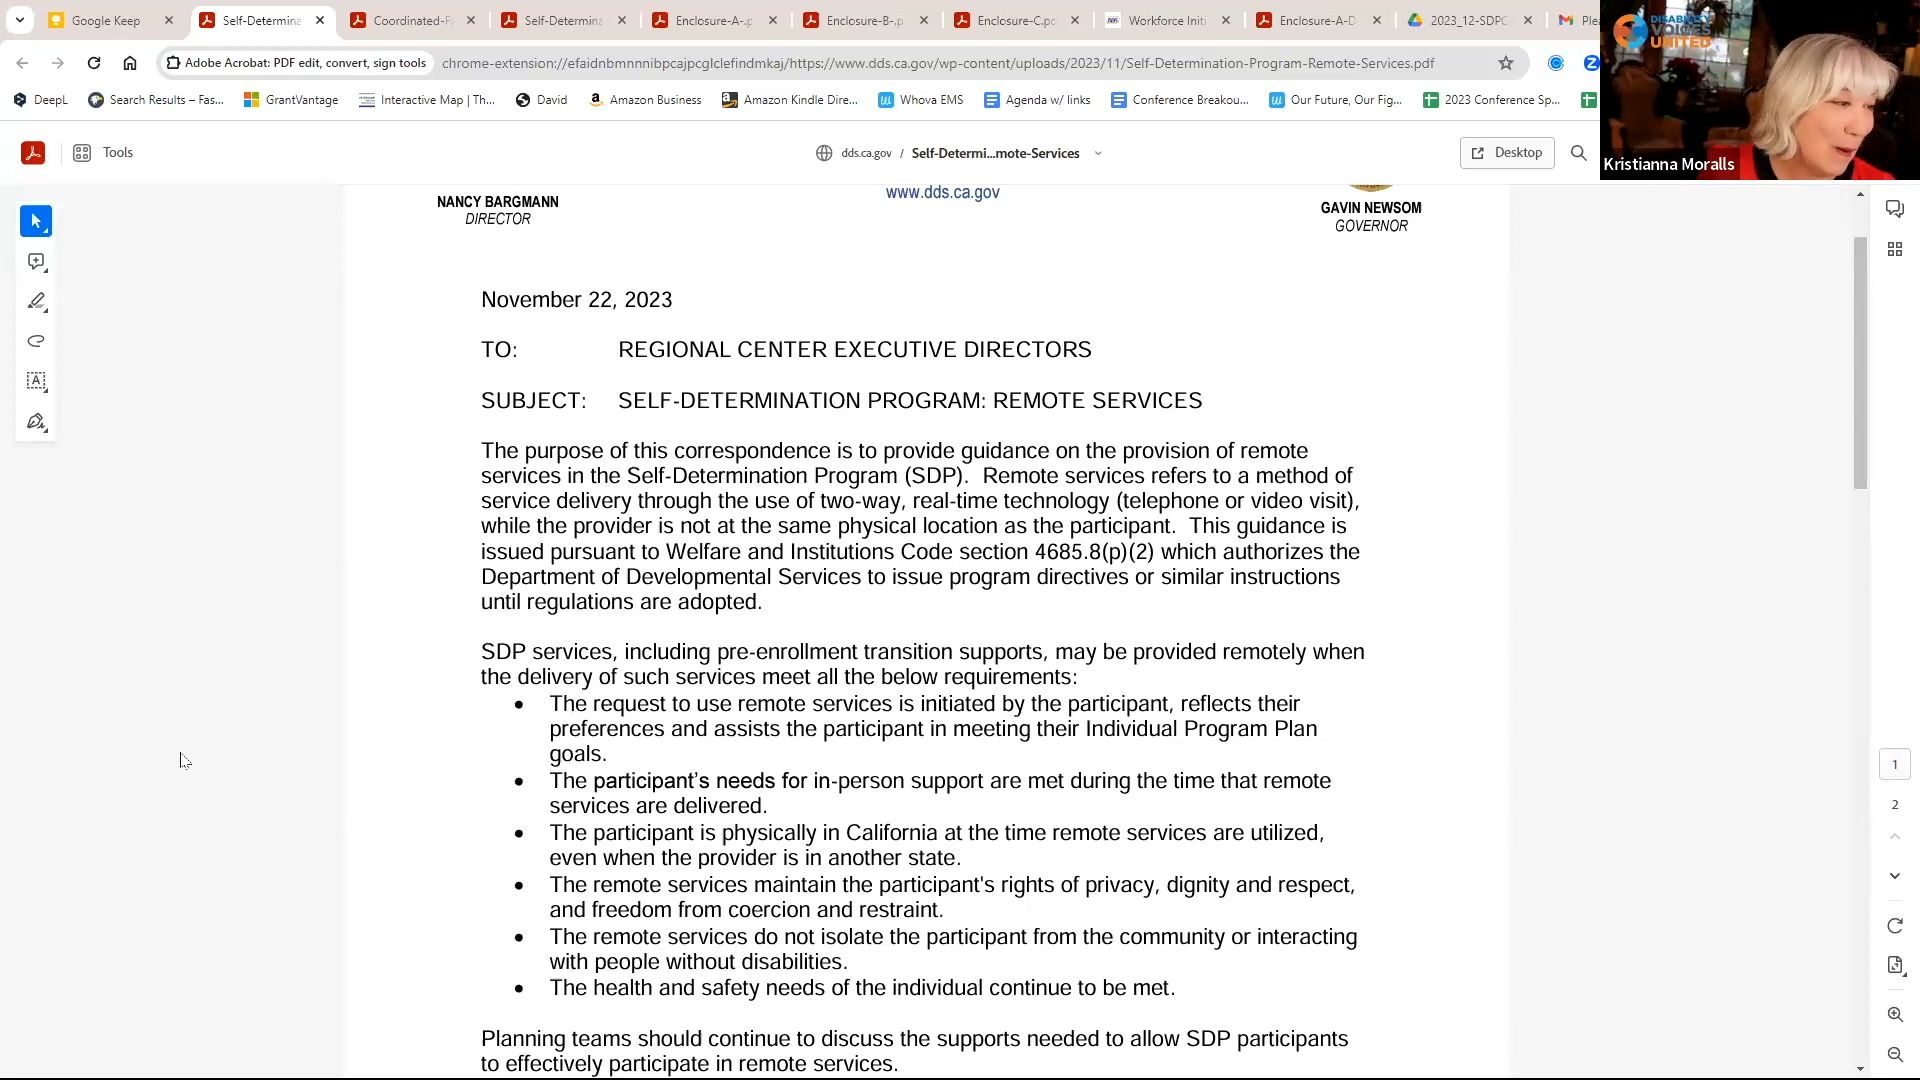 Google Keep
Self-Determina
Coordinated-F
Self-Determina
Enclosure-A-.p
Enclosure-B-.p
Enclosure-C.pd
Workforce Initi
Enclosure-A-D
2023_12-SDPC
Ple
Adobe Acrobat: PDF edit, convert, sign tools
chrome-extension://efaidnbmnnnibpcajpcglclefindmkaj/https://www.dds.ca.gov/wp-content/uploads/2023/11/Self-Determination-Program-Remote-Services.pdf
DeepL
Search Results – Fas...
GrantVantage
Interactive Map | Th...
David
Amazon Business
Amazon Kindle Dire...
Whova EMS
Agenda w/ links
Conference Breakou...
Our Future, Our Fig...
2023 Conference Sp...
DISABILITY
VOICES
UNITED
Kristianna Moralls
Tools
dds.ca.gov / Self-Determi...mote-Services
Desktop
NANCY BARGMANN
DIRECTOR
www.dds.ca.gov
GAVIN NEWSOM
GOVERNOR
November 22, 2023
TO: REGIONAL CENTER EXECUTIVE DIRECTORS
SUBJECT: SELF-DETERMINATION PROGRAM: REMOTE SERVICES
The purpose of this correspondence is to provide guidance on the provision of remote
services in the Self-Determination Program (SDP). Remote services refers to a method of
service delivery through the use of two-way, real-time technology (telephone or video visit),
while the provider is not at the same physical location as the participant. This guidance is
issued pursuant to Welfare and Institutions Code section 4685.8(p)(2) which authorizes the
Department of Developmental Services to issue program directives or similar instructions
until regulations are adopted.
SDP services, including pre-enrollment transition supports, may be provided remotely when
the delivery of such services meet all the below requirements:
• The request to use remote services is initiated by the participant, reflects their
preferences and assists the participant in meeting their Individual Program Plan
goals.
• The participant's needs for in-person support are met during the time that remote
services are delivered.
• The participant is physically in California at the time remote services are utilized,
even when the provider is in another state.
• The remote services maintain the participant's rights of privacy, dignity and respect,
and freedom from coercion and restraint.
• The remote services do not isolate the participant from the community or interacting
with people without disabilities.
• The health and safety needs of the individual continue to be met.
Planning teams should continue to discuss the supports needed to allow SDP participants
to effectively participate in remote services.
1
2